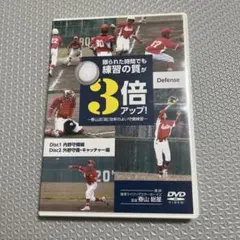 限られた時間でも
練習の質が
3倍
アップ!
Defense
Disc1 内野守備編
Disc2 外野守備・キャッチャー編
DVD
VIDEO